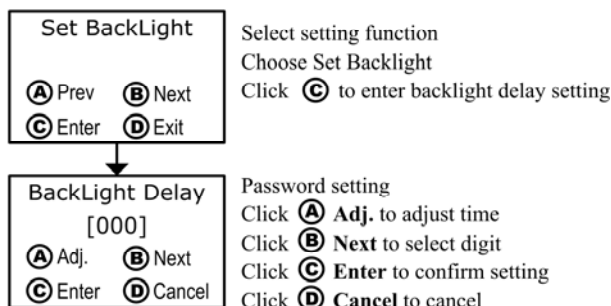 Set BackLight
Ⓐ Prev Ⓑ Next
Ⓒ Enter Ⓓ Exit
Select setting function
Choose Set Backlight
Click Ⓒ to enter backlight delay setting
BackLight Delay
[000]
Ⓐ Adj. Ⓑ Next
Ⓒ Enter Ⓓ Cancel
Password setting
Click Ⓐ Adj. to adjust time
Click Ⓑ Next to select digit
Click Ⓒ Enter to confirm setting
Click Ⓓ Cancel to cancel